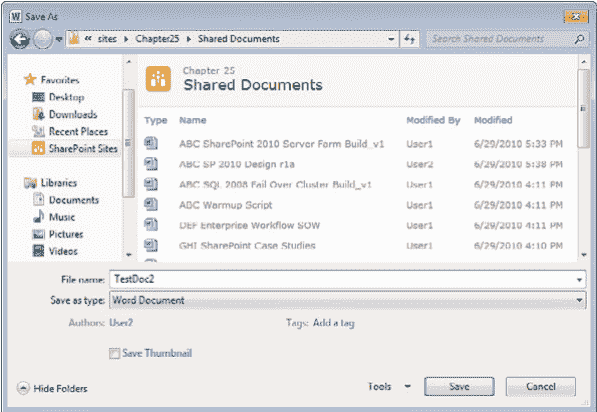 Save As
« sites ▸ Chapter25 ▸ Shared Documents ▸
Search Shared Documents
Favorites
Desktop
Downloads
Recent Places
SharePoint Sites
Libraries
Documents
Music
Pictures
Videos
Chapter 25
Shared Documents
Type Name Modified By Modified
ABC SharePoint 2010 Server Farm Build_v1 User1 6/29/2010 5:33 PM
ABC SP 2010 Design r1a User2 6/29/2010 5:38 PM
ABC SQL 2008 Fail Over Cluster Build_v1 User1 6/29/2010 4:11 PM
ABC Warmup Script User1 6/29/2010 4:11 PM
DEF Enterprise Workflow SOW User1 6/29/2010 4:11 PM
GHI SharePoint Case Studies User1 6/29/2010 4:10 PM
File name: TestDoc2
Save as type: Word Document
Authors: User2 Tags: Add a tag
Save Thumbnail
Hide Folders Tools Save Cancel